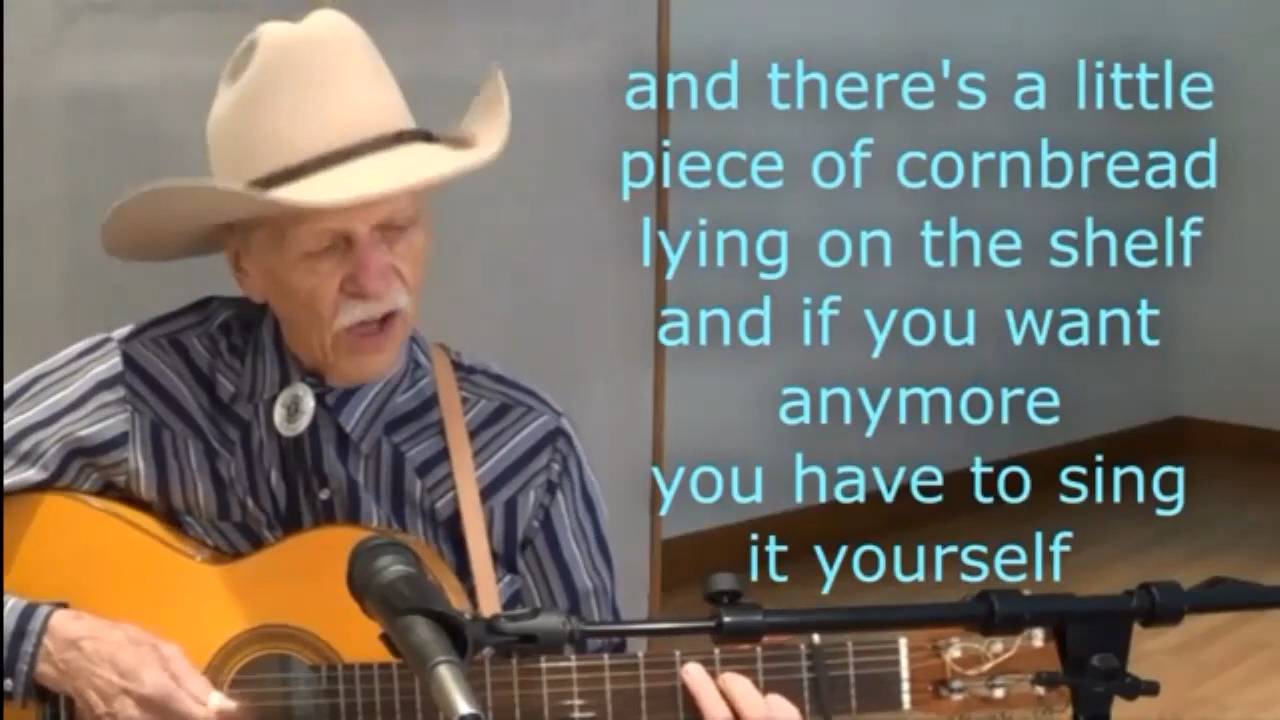 and there's a little
piece of cornbread
lying on the shelf
and if you want
anymore
you have to sing
it yourself